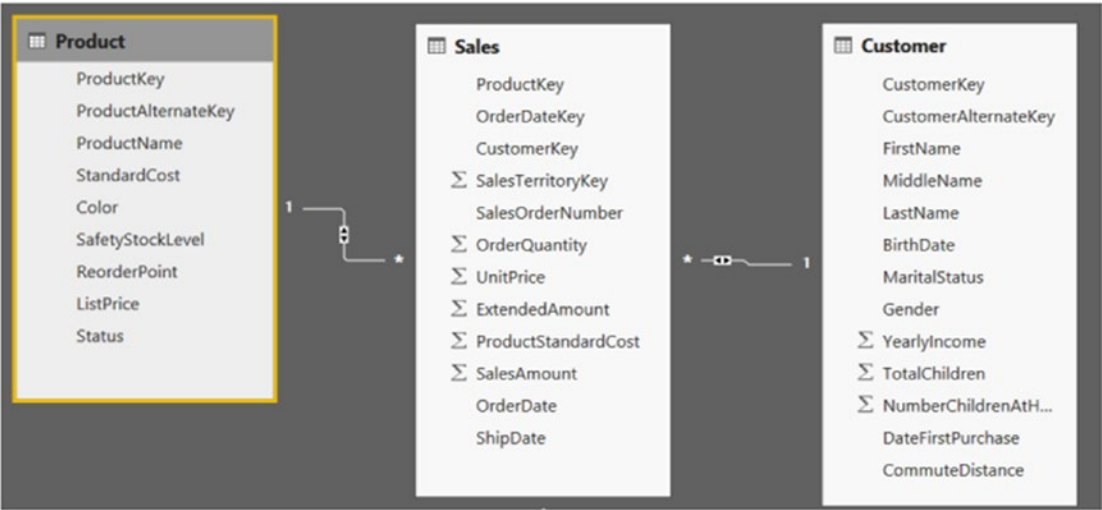 Product
ProductKey
ProductAlternateKey
ProductName
StandardCost
Color
SafetyStockLevel
ReorderPoint
ListPrice
Status
1
*
Sales
ProductKey
OrderDateKey
CustomerKey
Σ SalesTerritoryKey
SalesOrderNumber
Σ OrderQuantity
Σ UnitPrice
Σ ExtendedAmount
Σ ProductStandardCost
Σ SalesAmount
OrderDate
ShipDate
*
1
Customer
CustomerKey
CustomerAlternateKey
FirstName
MiddleName
LastName
BirthDate
MaritalStatus
Gender
Σ YearlyIncome
Σ TotalChildren
Σ NumberChildrenAtH...
DateFirstPurchase
CommuteDistance